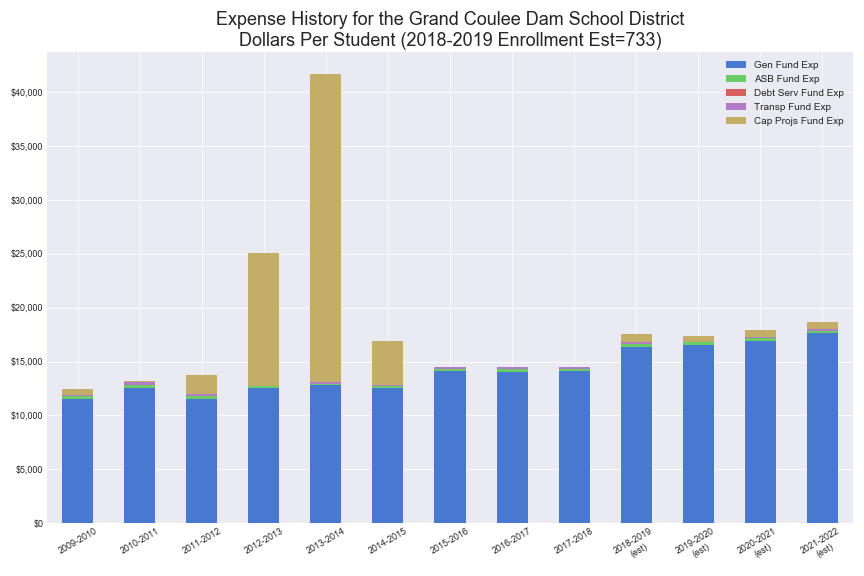 Expense History for the Grand Coulee Dam School District
Dollars Per Student (2018-2019 Enrollment Est=733)
Gen Fund Exp
ASB Fund Exp
Debt Serv Fund Exp
Transp Fund Exp
Cap Projs Fund Exp
$40,000
$35,000
$30,000
$25,000
$20,000
$15,000
$10,000
$5,000
$0
2009-2010
2010-2011
2011-2012
2012-2013
2013-2014
2014-2015
2015-2016
2016-2017
2017-2018
2018-2019
(est)
2019-2020
(est)
2020-2021
(est)
2021-2022
(est)